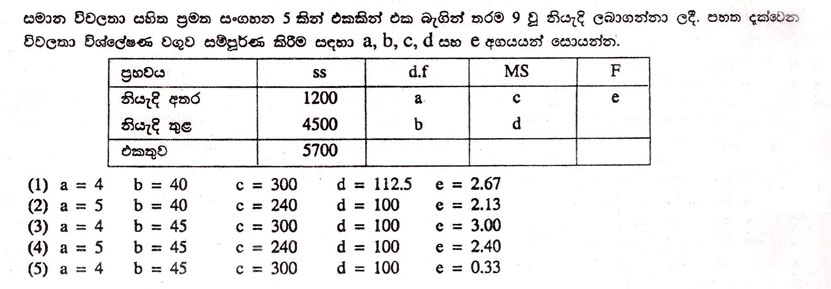 සමාන විචලතා සහිත ප්‍රමත සංගහන 5 කින් එකකින් එක බැගින් තරම 9 වූ නියැදි ලබාගන්නා ලදී. පහත දක්වෙන
විචලතා විශ්ලේෂණ වගුව සම්පූර්ණ කිරීම සඳහා a, b, c, d සහ e අගයයන් සොයන්න.
ප්‍රභවය ss d.f MS F
නියැදි අතර 1200 a c e
නියැදි තුළ 4500 b d
එකතුව 5700
(1) a = 4 b = 40 c = 300 d = 112.5 e = 2.67
(2) a = 5 b = 40 c = 240 d = 100 e = 2.13
(3) a = 4 b = 45 c = 300 d = 100 e = 3.00
(4) a = 5 b = 45 c = 240 d = 100 e = 2.40
(5) a = 4 b = 45 c = 300 d = 100 e = 0.33